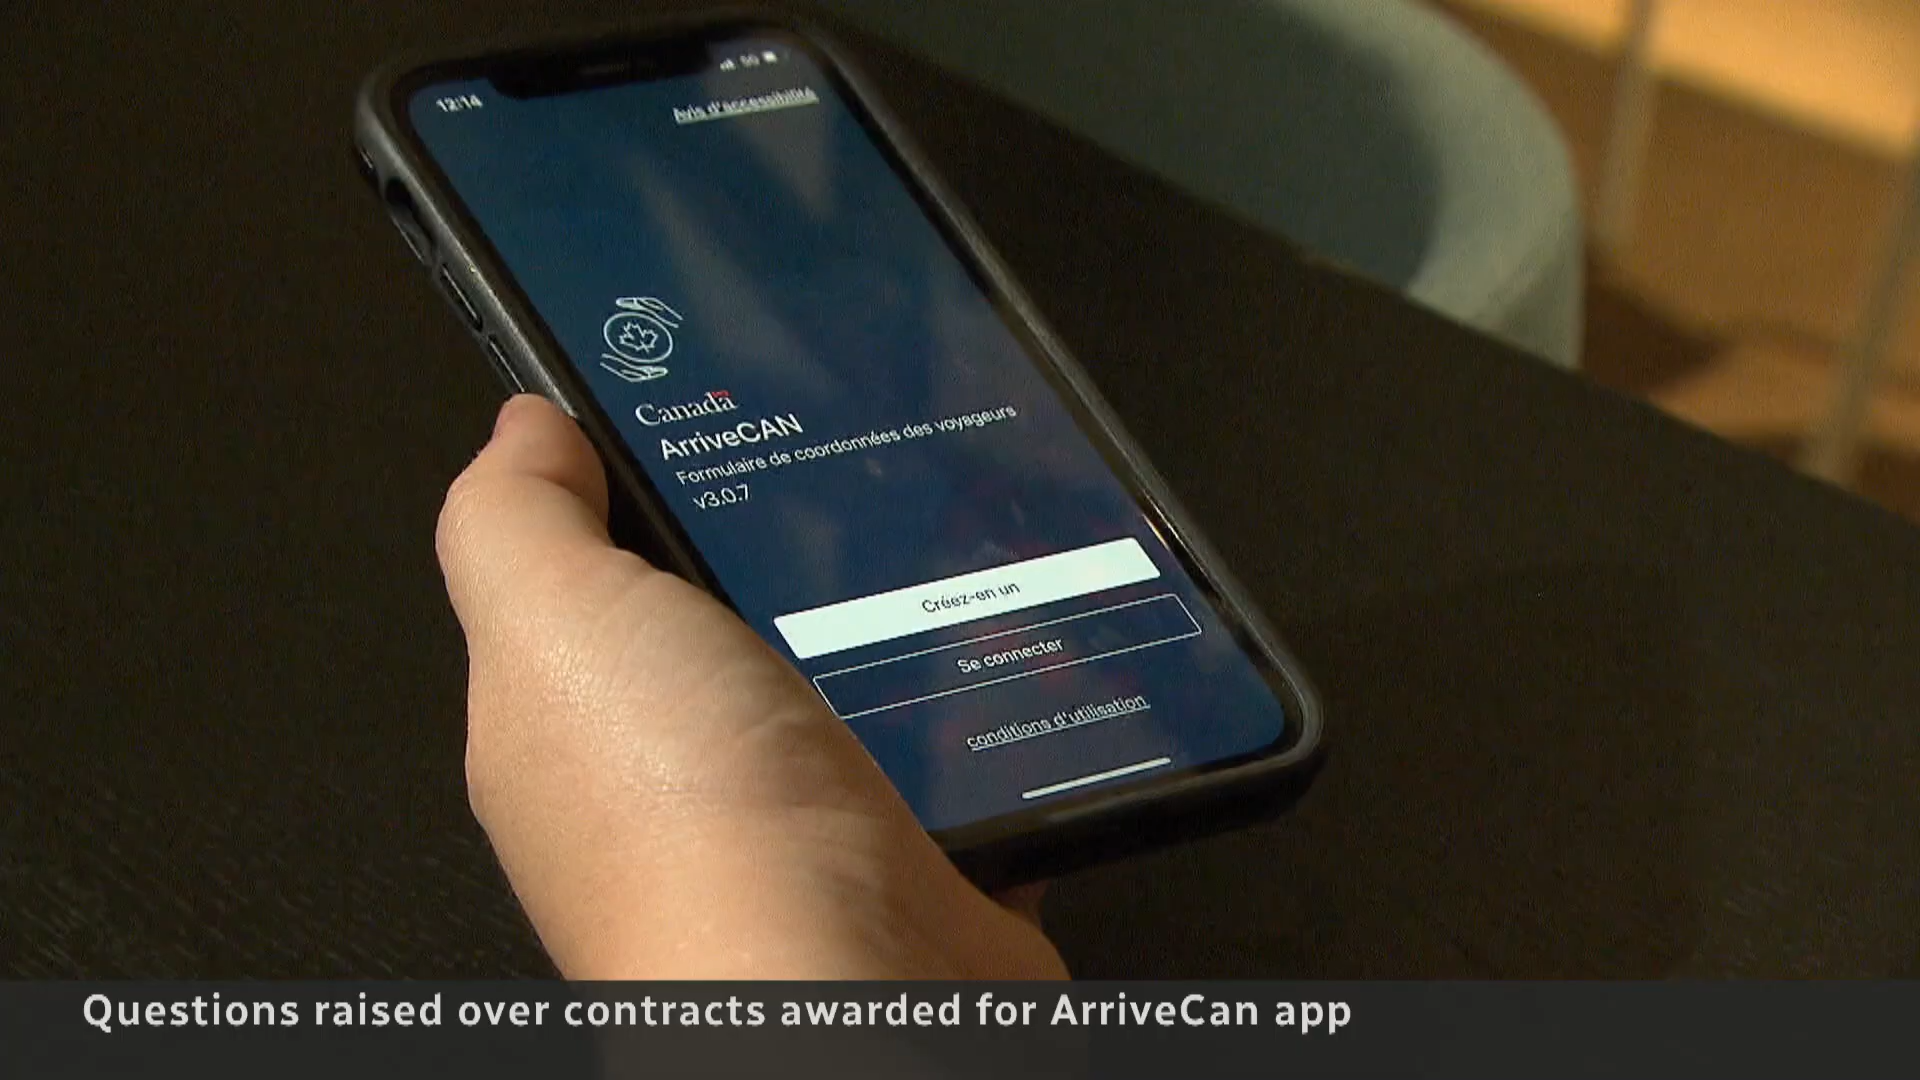 12:14
5G
Avis d'accessibilité
Canada
ArriveCAN
Formulaire de coordonnées des voyageurs
v3.0.7
Créez-en un
Se connecter
conditions d'utilisation
Questions raised over contracts awarded for ArriveCan app